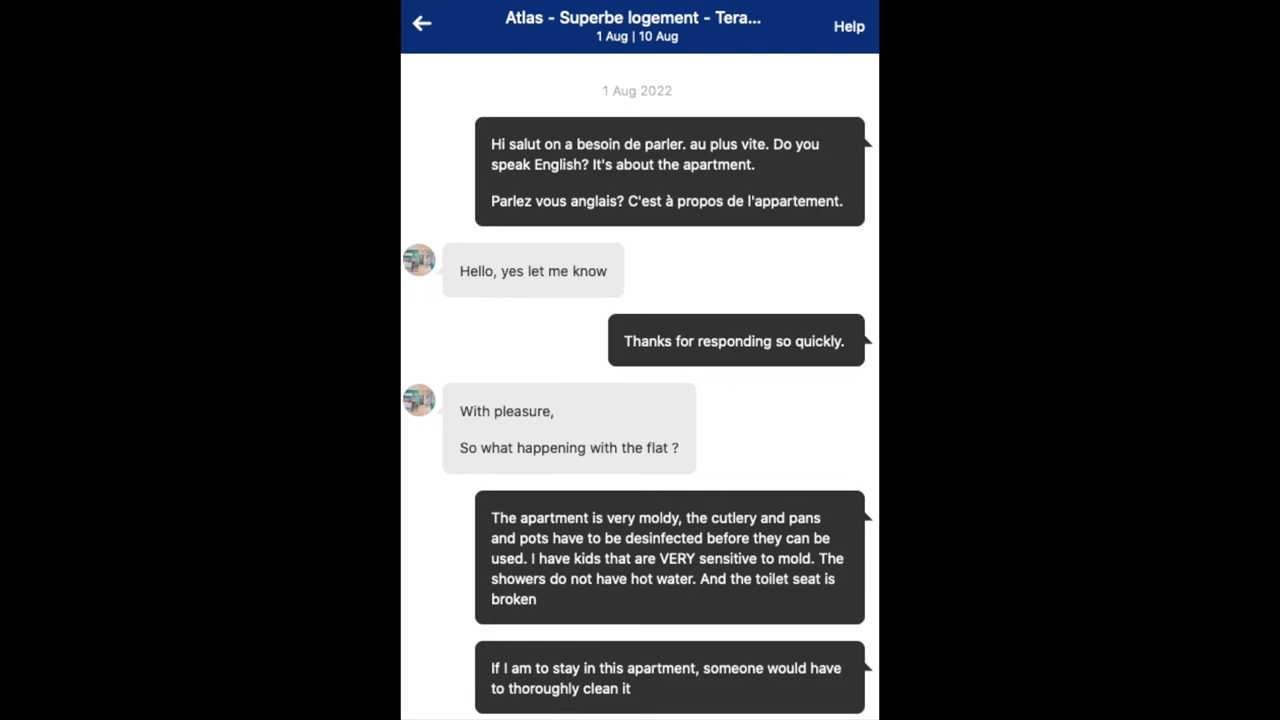 Atlas - Superbe logement - Tera...
1 Aug | 10 Aug
Help
1 Aug 2022
Hi salut on a besoin de parler. au plus vite. Do you
speak English? It's about the apartment.
Parlez vous anglais? C'est à propos de l'appartement.
Hello, yes let me know
Thanks for responding so quickly.
With pleasure,
So what happening with the flat ?
The apartment is very moldy, the cutlery and pans
and pots have to be desinfected before they can be
used. I have kids that are VERY sensitive to mold. The
showers do not have hot water. And the toilet seat is
broken
If I am to stay in this apartment, someone would have
to thoroughly clean it